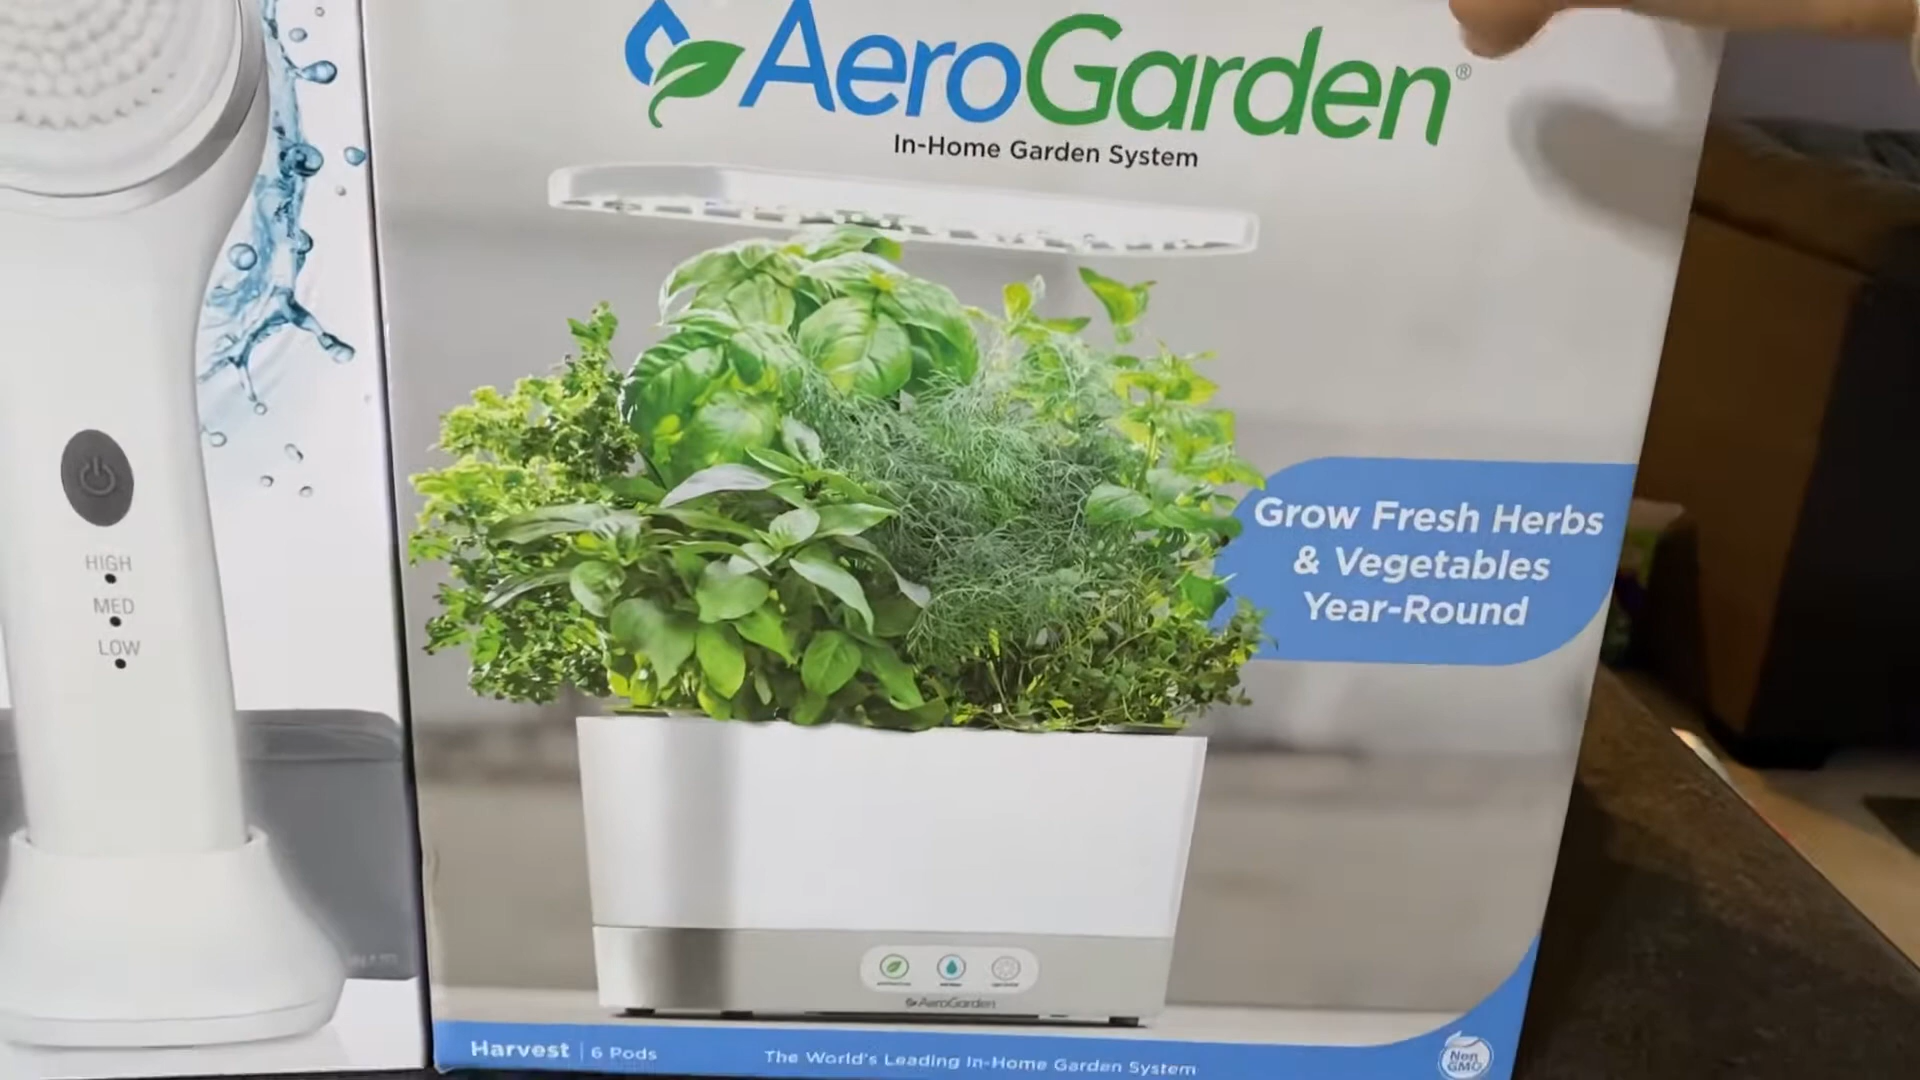 AeroGarden®
In-Home Garden System
HIGH
MED
LOW
Grow Fresh Herbs
& Vegetables
Year-Round
AeroGarden
Harvest | 6 Pods
The World's Leading In-Home Garden System
Non
GMO